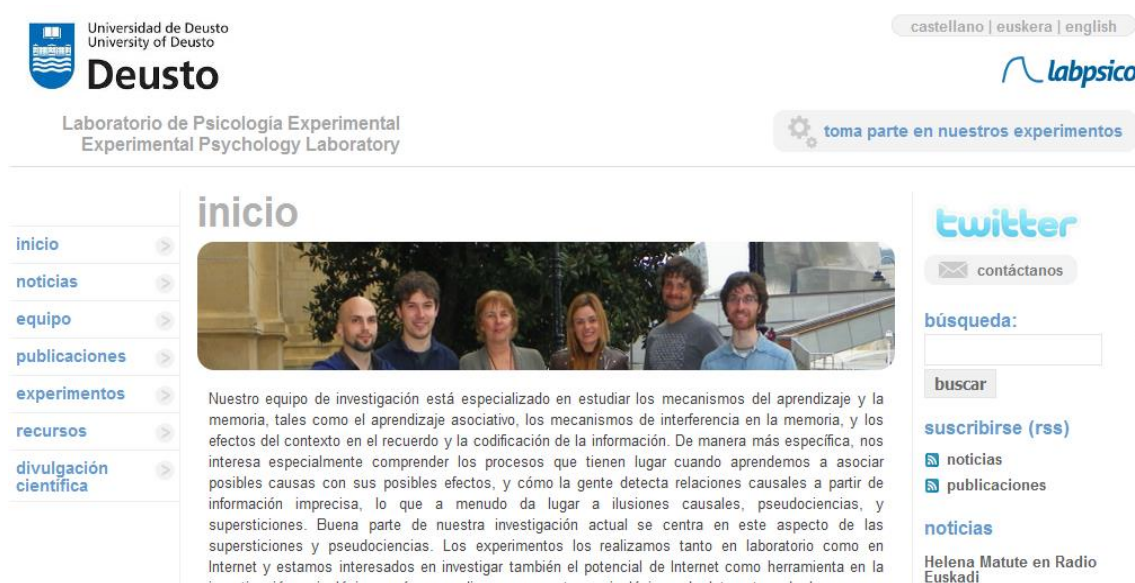 Universidad de Deusto
University of Deusto
Deusto
castellano | euskera | english
labpsico
Laboratorio de Psicología Experimental
Experimental Psychology Laboratory
toma parte en nuestros experimentos
inicio
noticias
equipo
publicaciones
experimentos
recursos
divulgación
científica
inicio
Nuestro equipo de investigación está especializado en estudiar los mecanismos del aprendizaje y la
memoria, tales como el aprendizaje asociativo, los mecanismos de interferencia en la memoria, y los
efectos del contexto en el recuerdo y la codificación de la información. De manera más específica, nos
interesa especialmente comprender los procesos que tienen lugar cuando aprendemos a asociar
posibles causas con sus posibles efectos, y cómo la gente detecta relaciones causales a partir de
información imprecisa, lo que a menudo da lugar a ilusiones causales, pseudociencias, y
supersticiones. Buena parte de nuestra investigación actual se centra en este aspecto de las
supersticiones y pseudociencias. Los experimentos los realizamos tanto en laboratorio como en
Internet y estamos interesados en investigar también el potencial de Internet como herramienta en la
twitter
contáctanos
búsqueda:
buscar
suscribirse (rss)
noticias
publicaciones
noticias
Helena Matute en Radio
Euskadi